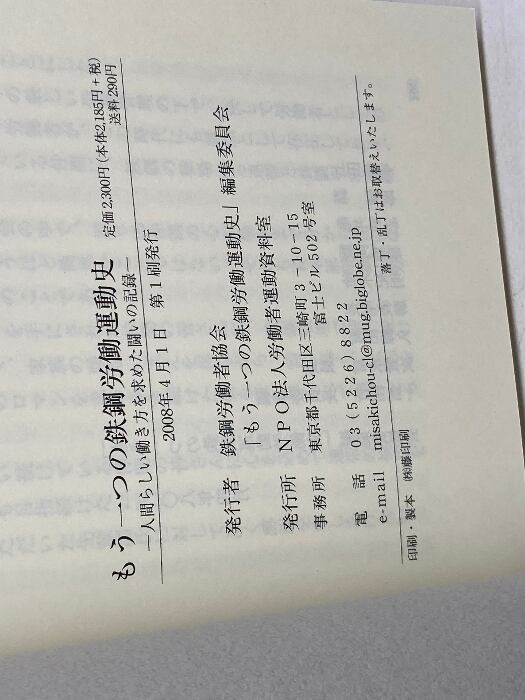 もう一つの鉄鋼労働運動史 定価2,300円(本体2,185円+税)
送料290円
―人間らしい働き方を求めた闘いの記録―
2008年4月1日 第1刷発行
発行者 鉄鋼労働者協会
「もう一つの鉄鋼労働運動史」編集委員会
発行所 NPO法人労働者運動資料室
事務所 東京都千代田区三崎町3-10-15
富士ビル502号室
電 話 03(5226)8822
e-mail misakichou-cl@mug.biglobe.ne.jp
落丁・乱丁はお取替えいたします。
印刷・製本 ㈱藤印刷